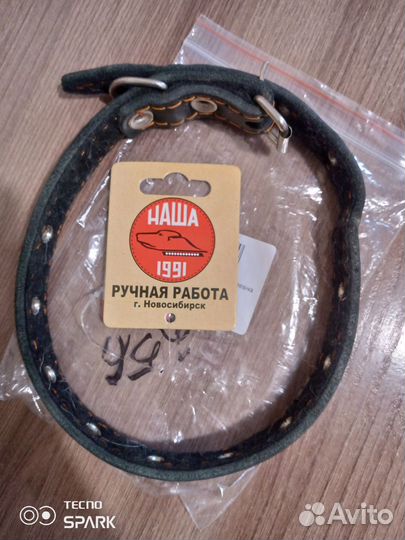 НАША
1991
РУЧНАЯ РАБОТА
г. Новосибирск
TECNO
SPARK
Avito